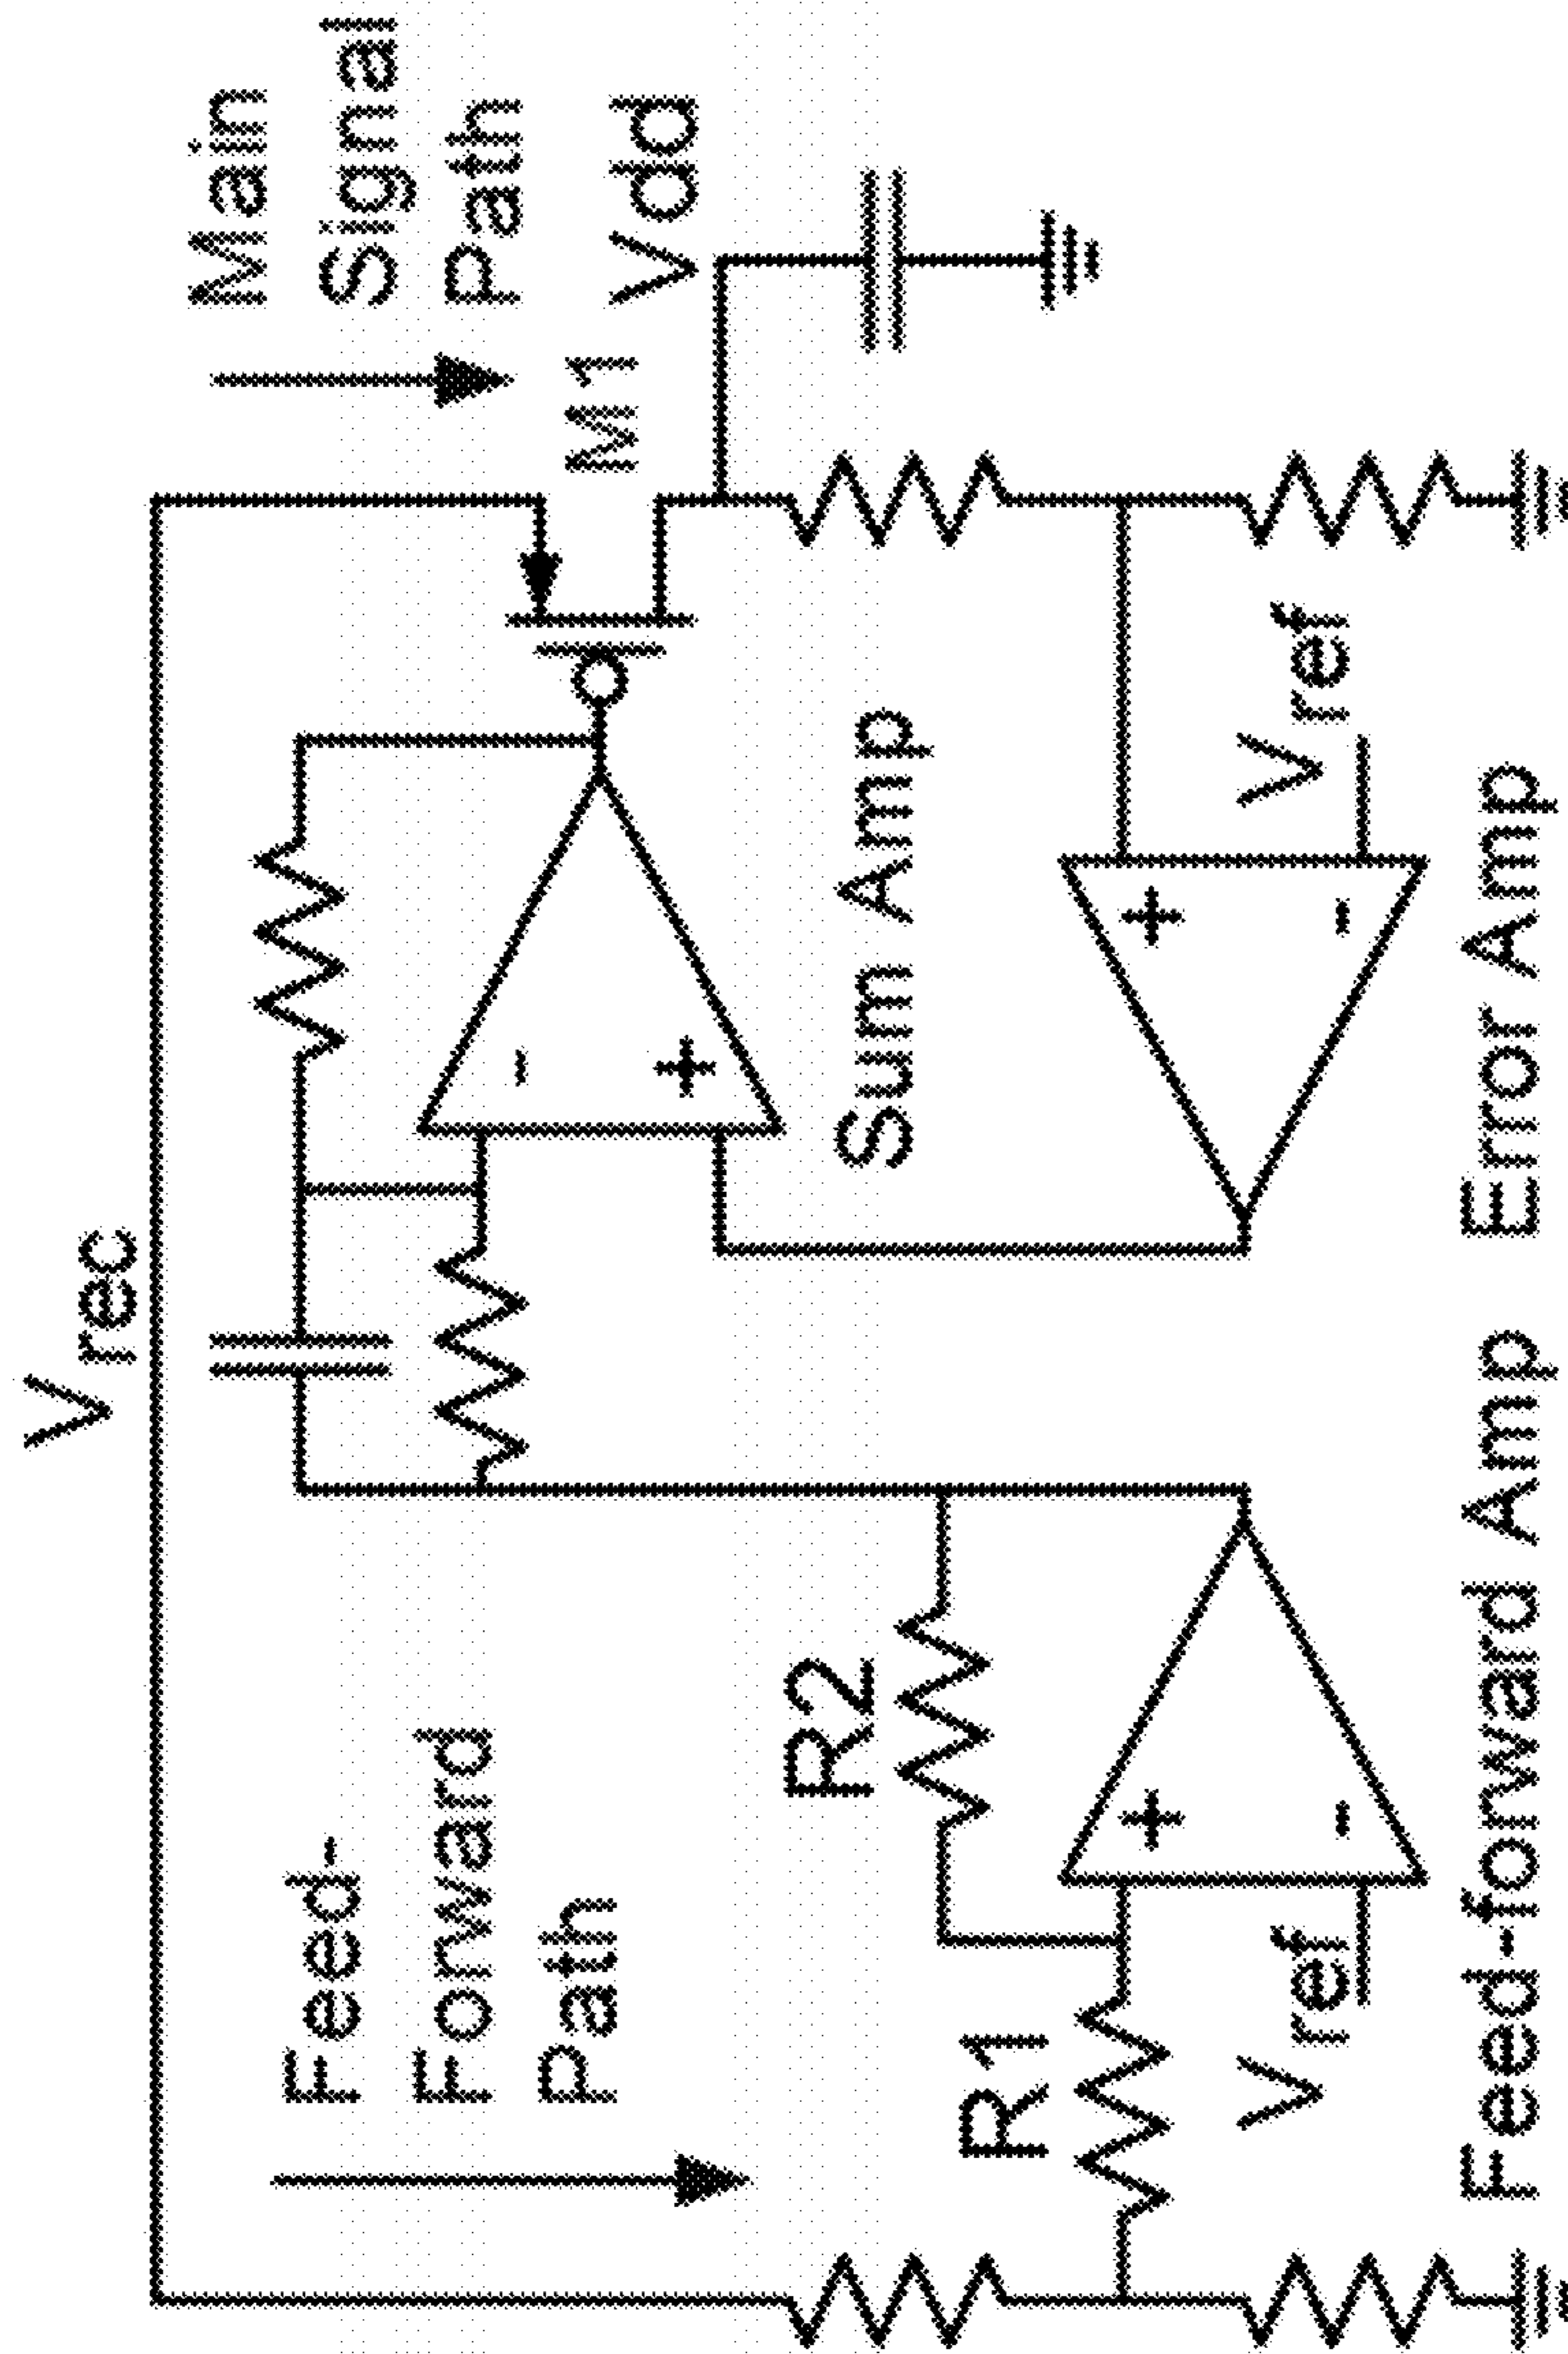 Vrec
Main
Signal
Path
Feed-
Forward
Path
M1
Vdd
Sum Amp
-
+
R2
R1
+
-
Vref
+
-
Vref
Feed-forward Amp
Error Amp